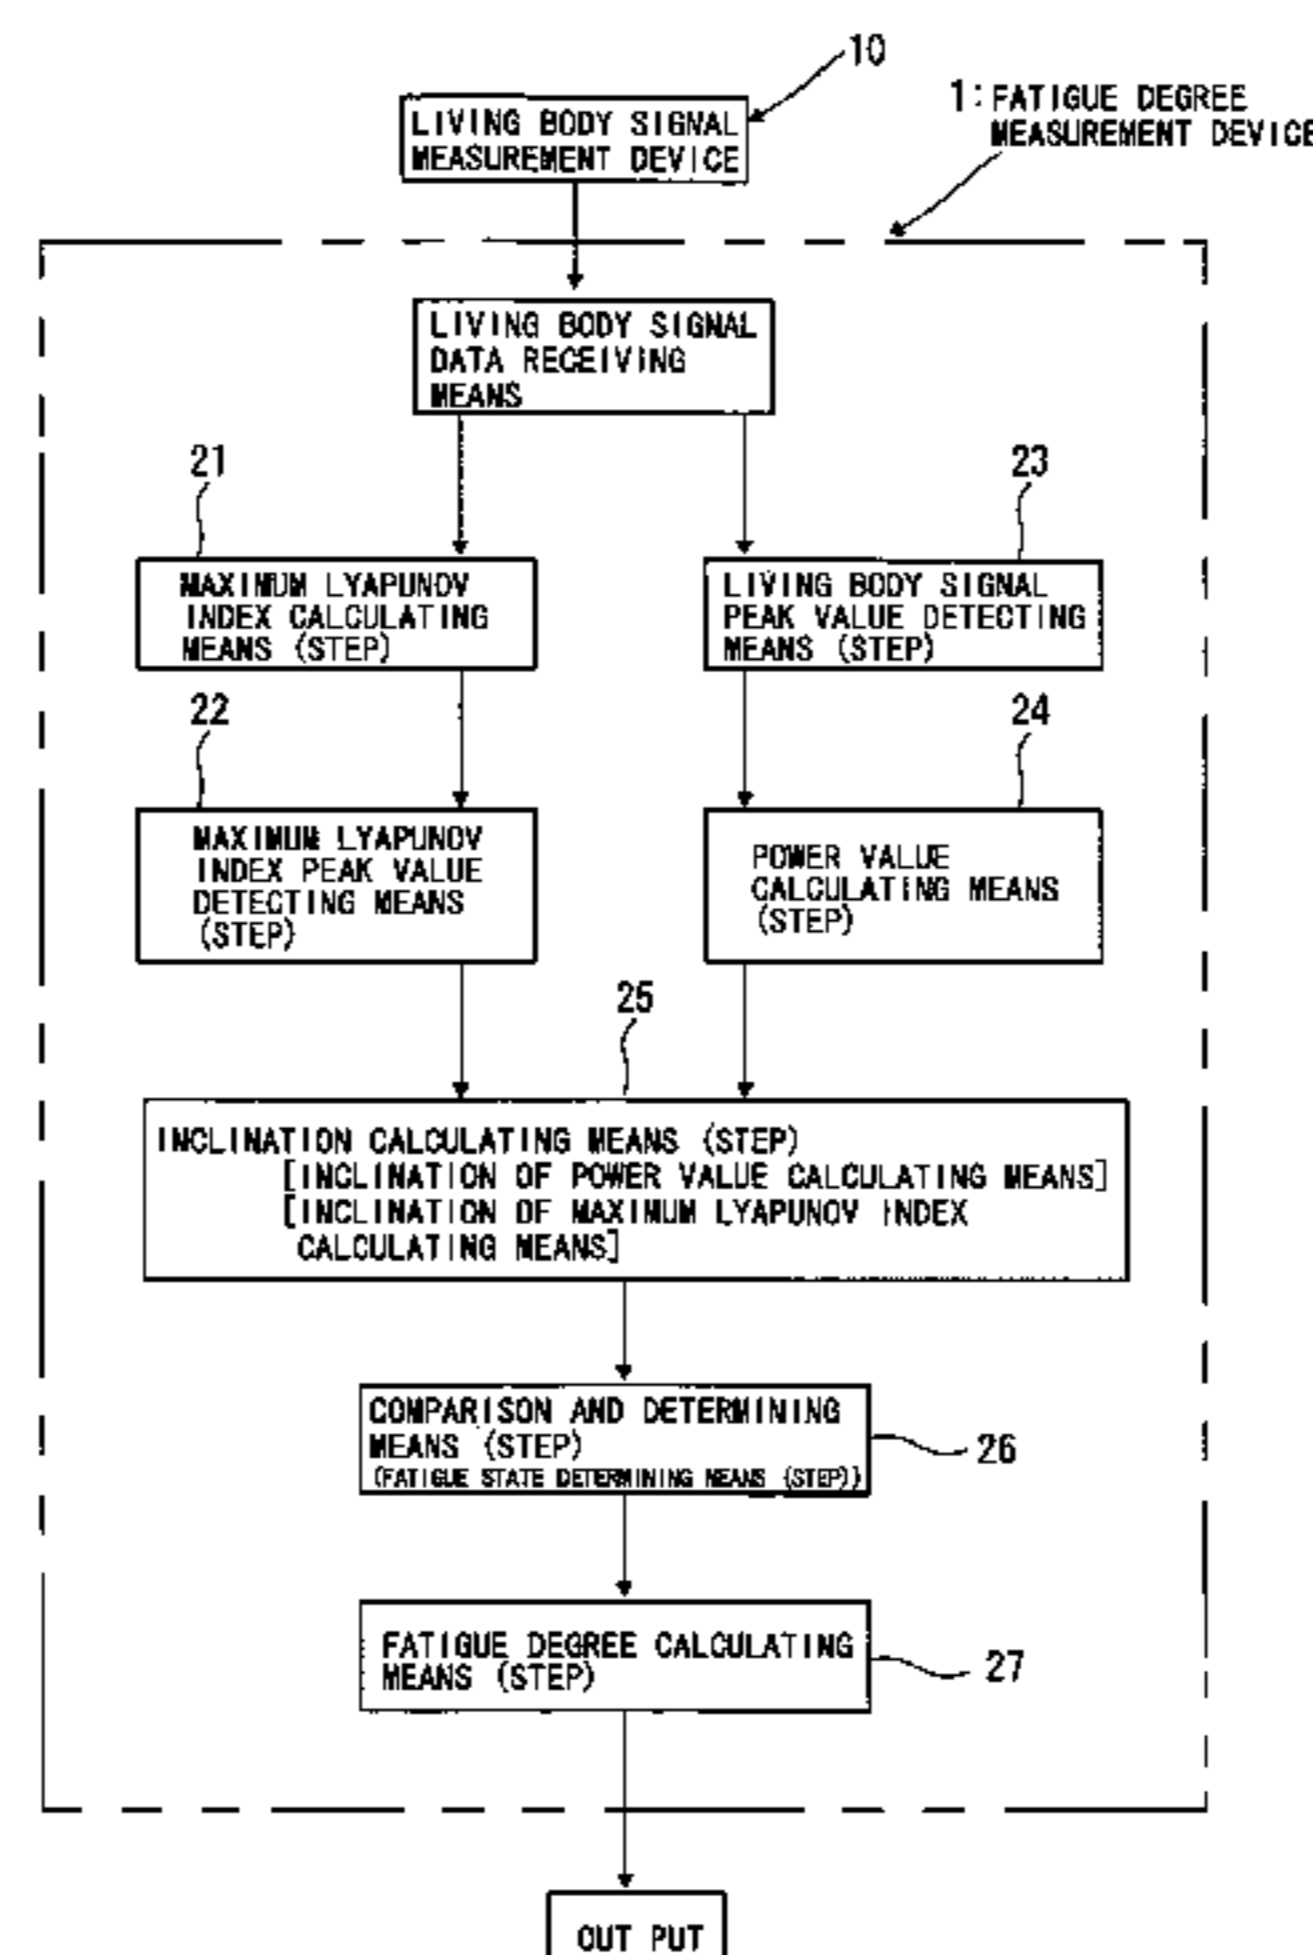 10
LIVING BODY SIGNAL
MEASUREMENT DEVICE
1: FATIGUE DEGREE
MEASUREMENT DEVICE
LIVING BODY SIGNAL
DATA RECEIVING
MEANS
21
23
MAXIMUM LYAPUNOV
INDEX CALCULATING
MEANS (STEP)
LIVING BODY SIGNAL
PEAK VALUE DETECTING
MEANS (STEP)
22
24
MAXIMUM LYAPUNOV
INDEX PEAK VALUE
DETECTING MEANS
(STEP)
POWER VALUE
CALCULATING MEANS
(STEP)
25
INCLINATION CALCULATING MEANS (STEP)
[INCLINATION OF POWER VALUE CALCULATING MEANS]
[INCLINATION OF MAXIMUM LYAPUNOV INDEX
CALCULATING MEANS]
COMPARISON AND DETERMINING
MEANS (STEP)
(FATIGUE STATE DETERMINING MEANS (STEP))
26
FATIGUE DEGREE CALCULATING
MEANS (STEP)
27
OUT PUT